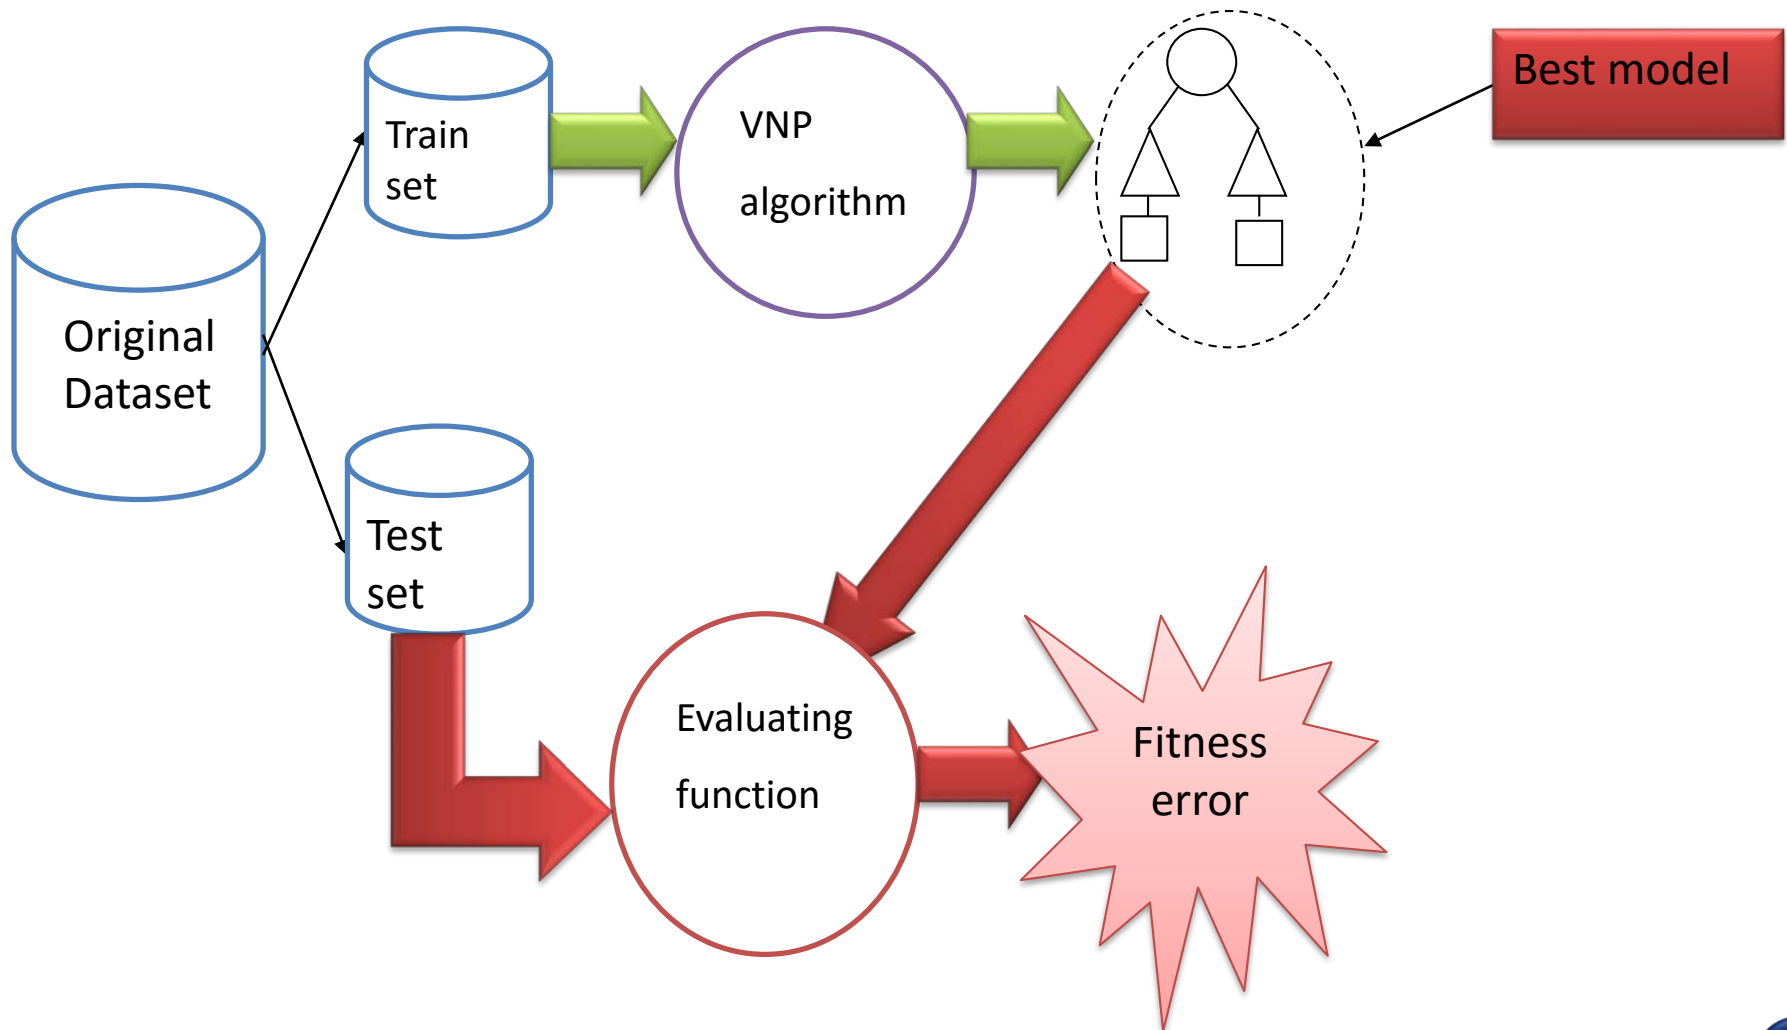 Original
Dataset
Train
set
VNP
algorithm
Best model
Test
set
Evaluating
function
Fitness
error